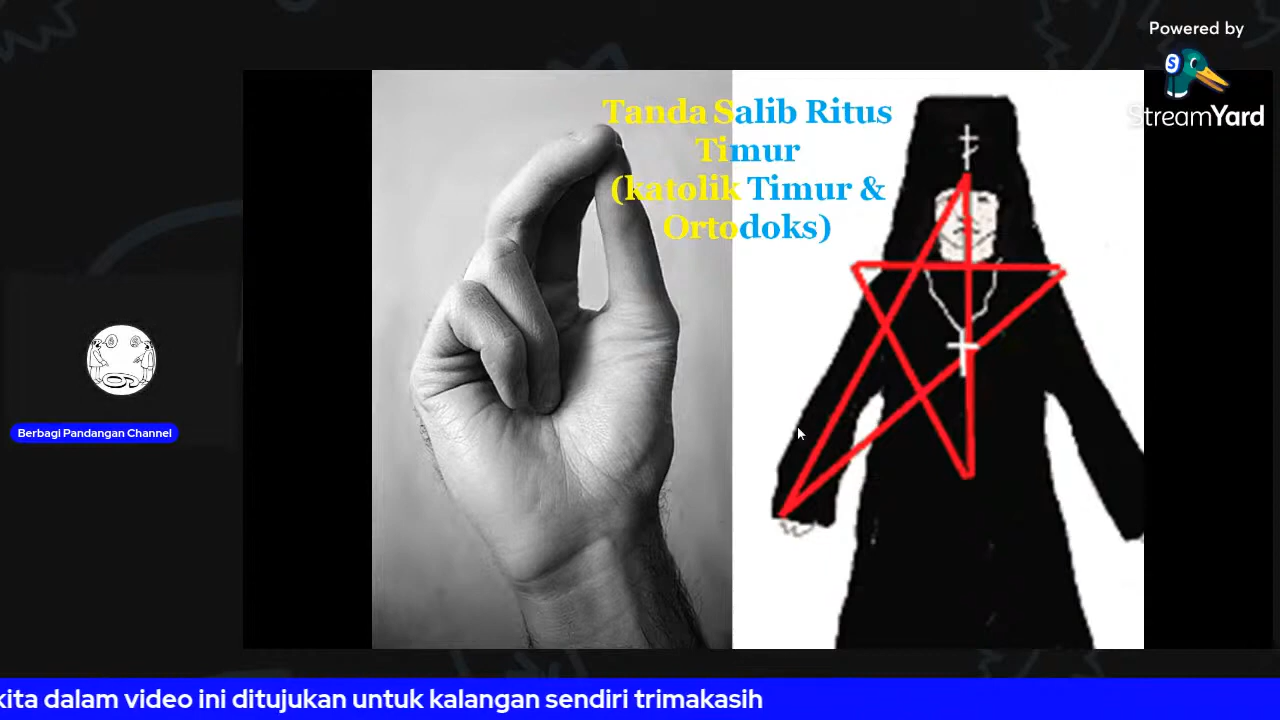 Powered by
StreamYard
Tanda Salib Ritus
Timur
(katolik Timur &
Ortodoks)
Berbagi Pandangan Channel
kita dalam video ini ditujukan untuk kalangan sendiri trimakasih